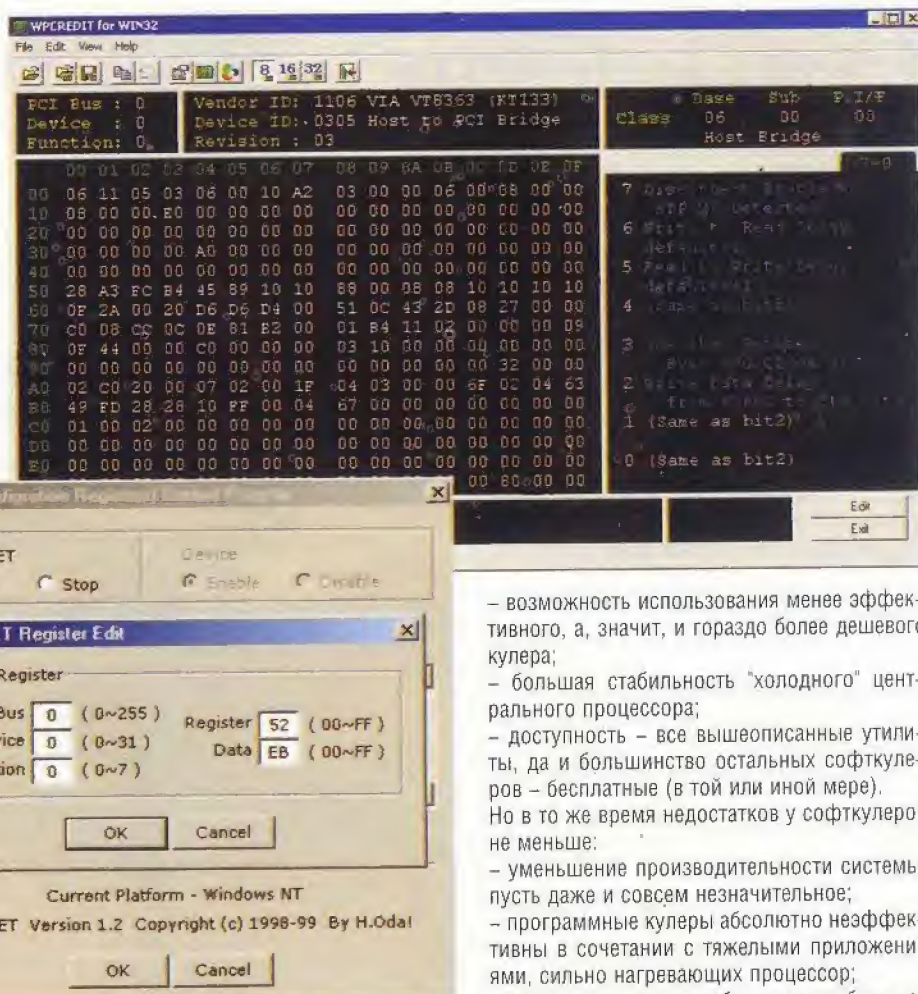 WPCREDIT for WIN32
File Edit View Help
8 16 32
PCI Bus : 0
Device : 0
Function: 0
Vendor ID: 1106 VIA VT8363 (KT133)
Device ID: 0305 Host to PCI Bridge
Revision : 03
Base Sub P.I/F
Class 06 00 00
Host Bridge
00 01 02 03 04 05 06 07 08 09 0A 0B 0C 0D 0E 0F
00 06 11 05 03 06 00 10 A2 03 00 00 06 00 08 00 00
10 08 00 00 E0 00 00 00 00 00 00 00 00 00 00 00 00
20 00 00 00 00 00 00 00 00 00 00 00 00 00 00 00 00
30 00 00 00 00 A0 00 00 00 00 00 00 00 00 00 00 00
40 00 00 00 00 00 00 00 00 00 00 00 00 00 00 00 00
50 28 A3 EC B4 45 89 10 10 88 00 08 08 10 10 10 10
60 0F 2A 00 20 D6 D6 D4 00 51 0C 43 2D 08 27 00 00
70 C0 08 CC 0C 0E 81 B2 00 01 B4 11 02 00 00 00 09
80 0F 44 00 00 C0 00 00 00 03 10 00 00 00 00 00 00
90 00 00 00 00 00 00 00 00 00 00 00 00 00 32 00 00
A0 02 C0 20 00 07 02 00 1F 04 03 00 00 6F 02 04 63
B0 49 FD 28 28 10 FF 00 04 67 00 00 00 00 00 00 00
C0 01 00 02 00 00 00 00 00 00 00 00 00 00 00 00 00
D0 00 00 00 00 00 00 00 00 00 00 00 00 00 00 00 00
E0 00 00 00 00 00 00 00 00 00 00 00 00 00 00 00 00
00 80 00 00
7
6
5
4
3
2
1 (Same as bit2)
0 (Same as bit2)
Edit
Exit
ET Device
Stop Enable Disable
T Register Edit
Register
Bus 0 ( 0~255 )
vice 0 ( 0~31 )
tion 0 ( 0~7 )
Register 52 ( 00~FF )
Data EB ( 00~FF )
OK Cancel
Current Platform - Windows NT
ET Version 1.2 Copyright (c) 1998-99 By H.Oda!
OK Cancel
– возможность использования менее эффек-
тивного, а, значит, и гораздо более дешевого
кулера;
– большая стабильность "холодного" цент-
рального процессора;
– доступность – все вышеописанные утили-
ты, да и большинство остальных софткуле-
ров – бесплатные (в той или иной мере).
Но в то же время недостатков у софткулеро
не меньше:
– уменьшение производительности системы
пусть даже и совсем незначительное;
– программные кулеры абсолютно неэффек-
тивны в сочетании с тяжелыми приложени-
ями, сильно нагревающих процессор;